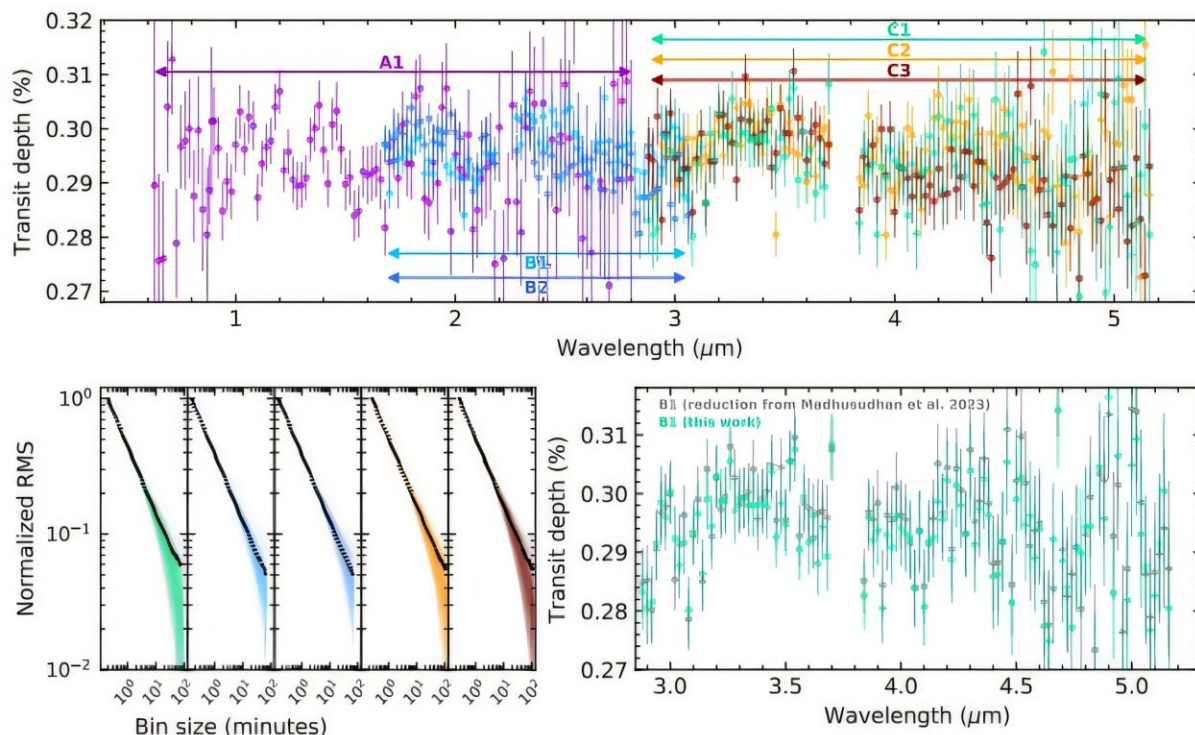 0.32
0.31
0.30
0.29
0.28
0.27
Transit depth (%)
A1
C1
C2
C3
B1
B2
1 2 3 4 5
Wavelength (μm)
10⁰
10⁻¹
10⁻²
Normalized RMS
10⁰ 10¹ 10² 10⁰ 10¹ 10² 10⁰ 10¹ 10² 10⁰ 10¹ 10² 10⁰ 10¹ 10²
Bin size (minutes)
B1 (reduction from Madhusudhan et al. 2023)
B1 (this work)
0.31
0.30
0.29
0.28
0.27
Transit depth (%)
3.0 3.5 4.0 4.5 5.0
Wavelength (μm)